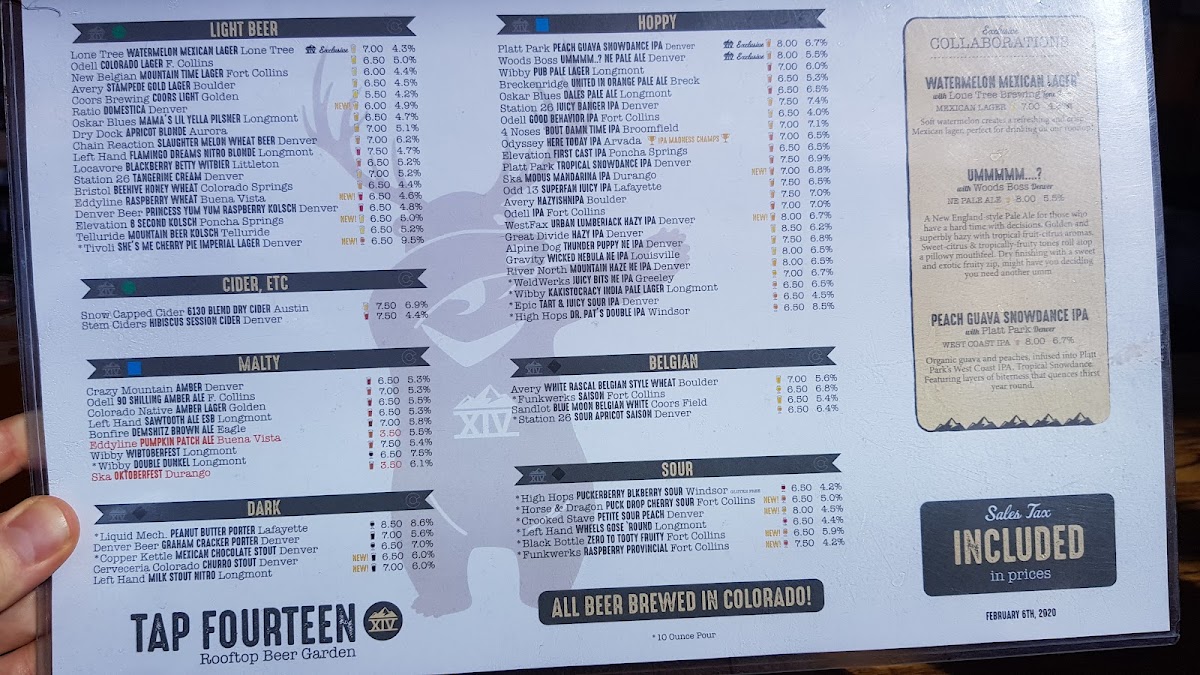 LIGHT BEER
Lone Tree WATERMELON MEXICAN LAGER Lone Tree Exclusive 7.00 4.3%
Odell COLORADO LAGER F. Collins 6.50 5.0%
New Belgian MOUNTAIN TIME LAGER Fort Collins 6.00 4.4%
Avery STAMPEDE GOLD LAGER Boulder 6.50 4.5%
Coors Brewing COORS LIGHT Golden 5.50 4.2%
Ratio DOMESTICA Denver NEW! 6.00 4.9%
Oskar Blues MAMA'S LIL YELLA PILSNER Longmont 6.50 4.7%
Dry Dock APRICOT BLONDE Aurora 7.00 5.1%
Chain Reaction SLAUGHTER MELON WHEAT BEER Denver 7.00 6.2%
Left Hand FLAMINGO DREAMS NITRO BLONDE Longmont 7.50 4.7%
Locavore BLACKBERRY BETTY WITBIER Littleton 6.50 5.2%
Station 26 TANGERINE CREAM Denver 7.00 5.2%
Bristol BEEHIVE HONEY WHEAT Colorado Springs 6.50 4.4%
Eddyline RASPBERRY WHEAT Buena Vista NEW! 6.50 4.6%
Denver Beer PRINCESS YUM YUM RASPBERRY KOLSCH Denver 6.50 4.8%
Elevation 8 SECOND KOLSCH Poncha Springs NEW! 6.50 5.0%
Telluride MOUNTAIN BEER KOLSCH Telluride 6.50 5.2%
*Tivoli SHE'S ME CHERRY PIE IMPERIAL LAGER Denver NEW! 6.50 9.5%
CIDER, ETC
Snow Capped Cider 6130 BLEND DRY CIDER Austin 7.50 6.9%
Stem Ciders HIBISCUS SESSION CIDER Denver 7.50 4.4%
MALTY
Crazy Mountain AMBER Denver 6.50 5.3%
Odell 90 SHILLING AMBER ALE F. Collins 7.00 5.3%
Colorado Native AMBER LAGER Golden 6.50 5.5%
Left Hand SAWTOOTH ALE ESB Longmont 6.50 5.5%
Bonfire DEMSHITZ BROWN ALE Eagle 7.00 5.8%
Eddyline PUMPKIN PATCH ALE Buena Vista 3.50 5.5%
Wibby WIBTOBERFEST Longmont 7.50 5.4%
*Wibby DOUBLE DUNKEL Longmont 6.50 7.5%
Ska OKTOBERFEST Durango 3.50 6.1%
DARK
*Liquid Mech. PEANUT BUTTER PORTER Lafayette 8.50 8.6%
Denver Beer GRAHAM CRACKER PORTER Denver 7.00 5.6%
*Copper Kettle MEXICAN CHOCOLATE STOUT Denver 6.50 7.0%
Cerveceria Colorado CHURRO STOUT Denver NEW! 6.50 6.0%
Left Hand MILK STOUT NITRO Longmont NEW! 7.00 6.0%
TAP FOURTEEN
XIV
Rooftop Beer Garden
HOPPY
Platt Park PEACH GUAVA SNOWDANCE IPA Denver Exclusive 8.00 6.7%
Woods Boss UMMMM..? NE PALE ALE Denver Exclusive 8.00 5.5%
Wibby PUB PALE LAGER Longmont 7.00 6.0%
Breckenridge UNITED IN ORANGE PALE ALE Breck 6.50 5.3%
Oskar Blues DALES PALE ALE Longmont 6.50 6.5%
Station 26 JUICY BANGER IPA Denver 7.50 7.4%
Odell GOOD BEHAVIOR IPA Fort Collins 6.50 4.0%
4 Noses 'BOUT DAMN TIME IPA Broomfield 7.00 7.1%
Odyssey HERE TODAY IPA Arvada IPA MADNESS CHAMPS 7.00 6.5%
Elevation FIRST CAST IPA Poncha Springs 6.50 6.5%
Platt Park TROPICAL SNOWDANCE IPA Denver 7.50 6.9%
Ska MODUS MANDARINA IPA Durango NEW! 7.00 6.8%
Odd 13 SUPERFAN JUICY IPA Lafayette 7.50 6.5%
Avery HAZYISHNIPA Boulder 7.50 7.0%
Odell IPA Fort Collins 7.00 7.0%
WestFax URBAN LUMBERJACK HAZY IPA Denver NEW! 8.00 6.7%
Great Divide HAZY IPA Denver 8.50 6.2%
Alpine Dog THUNDER PUPPY NE IPA Denver 7.50 6.8%
Gravity WICKED NEBULA NE IPA Louisville 8.00 6.5%
River North MOUNTAIN HAZE NE IPA Denver 8.00 6.5%
*WeldWerks JUICY BITS NE IPA Greeley 7.00 6.7%
*Wibby KAKISTOCRACY INDIA PALE LAGER Longmont 6.50 6.5%
*Epic TART & JUICY SOUR IPA Denver 6.50 4.5%
*High Hops DR. PAT'S DOUBLE IPA Windsor 6.50 8.5%
BELGIAN
Avery WHITE RASCAL BELGIAN STYLE WHEAT Boulder 7.00 5.6%
*Funkwerks SAISON Fort Collins 6.50 6.8%
Sandlot BLUE MOON BELGIAN WHITE Coors Field 6.50 5.4%
*Station 26 SOUR APRICOT SAISON Denver 6.50 6.4%
SOUR
*High Hops PUCKERBERRY BLKBERRY SOUR Windsor GLUTEN FREE 6.50 4.2%
*Horse & Dragon PUCK DROP CHERRY SOUR Fort Collins NEW! 6.50 5.0%
*Crooked Stave PETITE SOUR PEACH Denver NEW! 8.00 4.5%
*Left Hand WHEELS GOSE 'ROUND Longmont 6.50 4.4%
*Black Bottle ZERO TO TOOTY FRUITY Fort Collins NEW! 6.50 5.9%
*Funkwerks RASPBERRY PROVINCIAL Fort Collins NEW! 7.50 4.2%
ALL BEER BREWED IN COLORADO!
*10 Ounce Pour
XIV
Exclusive
COLLABORATIONS
WATERMELON MEXICAN LAGER
with Lone Tree Brewing
MEXICAN LAGER 7.00 4.3%
Soft watermelon creates a refreshing and easy
Mexican lager, perfect for drinking on our roof
UMMMMM....?
with Woods Boss Denver
NE PALE ALE 8.00 5.5%
A New England-style Pale Ale for those who
have a hard time with decisions. Golden and
superbly hazy with tropical fruit-citrus aromas.
Sweet-citrus & tropically-fruity tones roll atop
a pillowy mouthfeel. Dry finishing with a sweet
and exotic fruity zip, might have you deciding
you need another umm
PEACH GUAVA SNOWDANCE IPA
with Platt Park Denver
WEST COAST IPA 8.00 6.7%
Organic guava and peaches, infused into Platt
Park's West Coast IPA, Tropical Snowdance.
Featuring layers of biterness that quences thirst
year round.
Sales Tax
INCLUDED
in prices
FEBRUARY 6TH, 2020